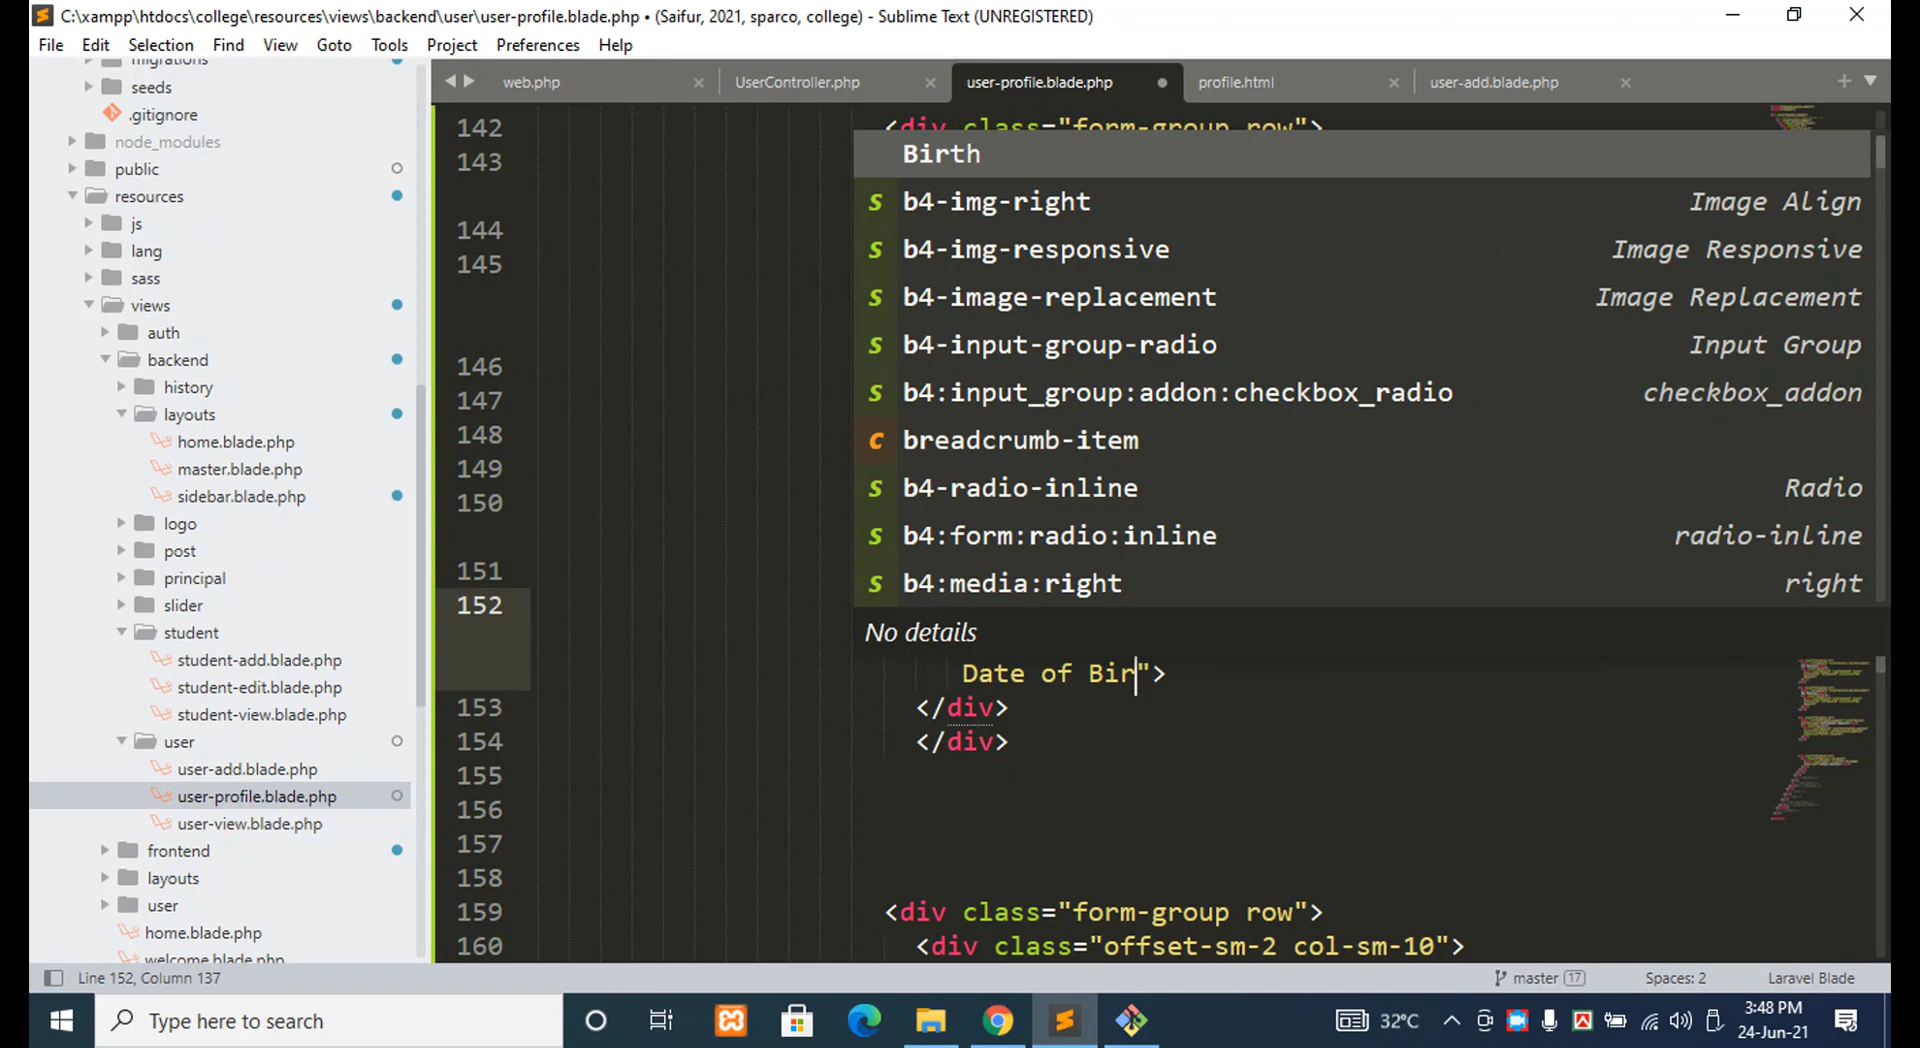 C:\xampp\htdocs\college\resources\views\backend\user\user-profile.blade.php • (Saifur, 2021, sparco, college) - Sublime Text (UNREGISTERED)
File Edit Selection Find View Goto Tools Project Preferences Help
migrations
seeds
.gitignore
node_modules
public
resources
js
lang
sass
views
auth
backend
history
layouts
home.blade.php
master.blade.php
sidebar.blade.php
logo
post
principal
slider
student
student-add.blade.php
student-edit.blade.php
student-view.blade.php
user
user-add.blade.php
user-profile.blade.php
user-view.blade.php
frontend
layouts
user
home.blade.php
welcome.blade.php
web.php × UserController.php × user-profile.blade.php profile.html × user-add.blade.php ×
142 <div class="form-group row">
143
144
145
146
147
148
149
150
151
152
Birth
S b4-img-right Image Align
S b4-img-responsive Image Responsive
S b4-image-replacement Image Replacement
S b4-input-group-radio Input Group
S b4:input_group:addon:checkbox_radio checkbox_addon
c breadcrumb-item
S b4-radio-inline Radio
S b4:form:radio:inline radio-inline
S b4:media:right right
No details
Date of Bir">
153 </div>
154 </div>
155
156
157
158
159 <div class="form-group row">
160 <div class="offset-sm-2 col-sm-10">
Line 152, Column 137 master 17 Spaces: 2 Laravel Blade
Type here to search 32°C 3:48 PM
24-Jun-21